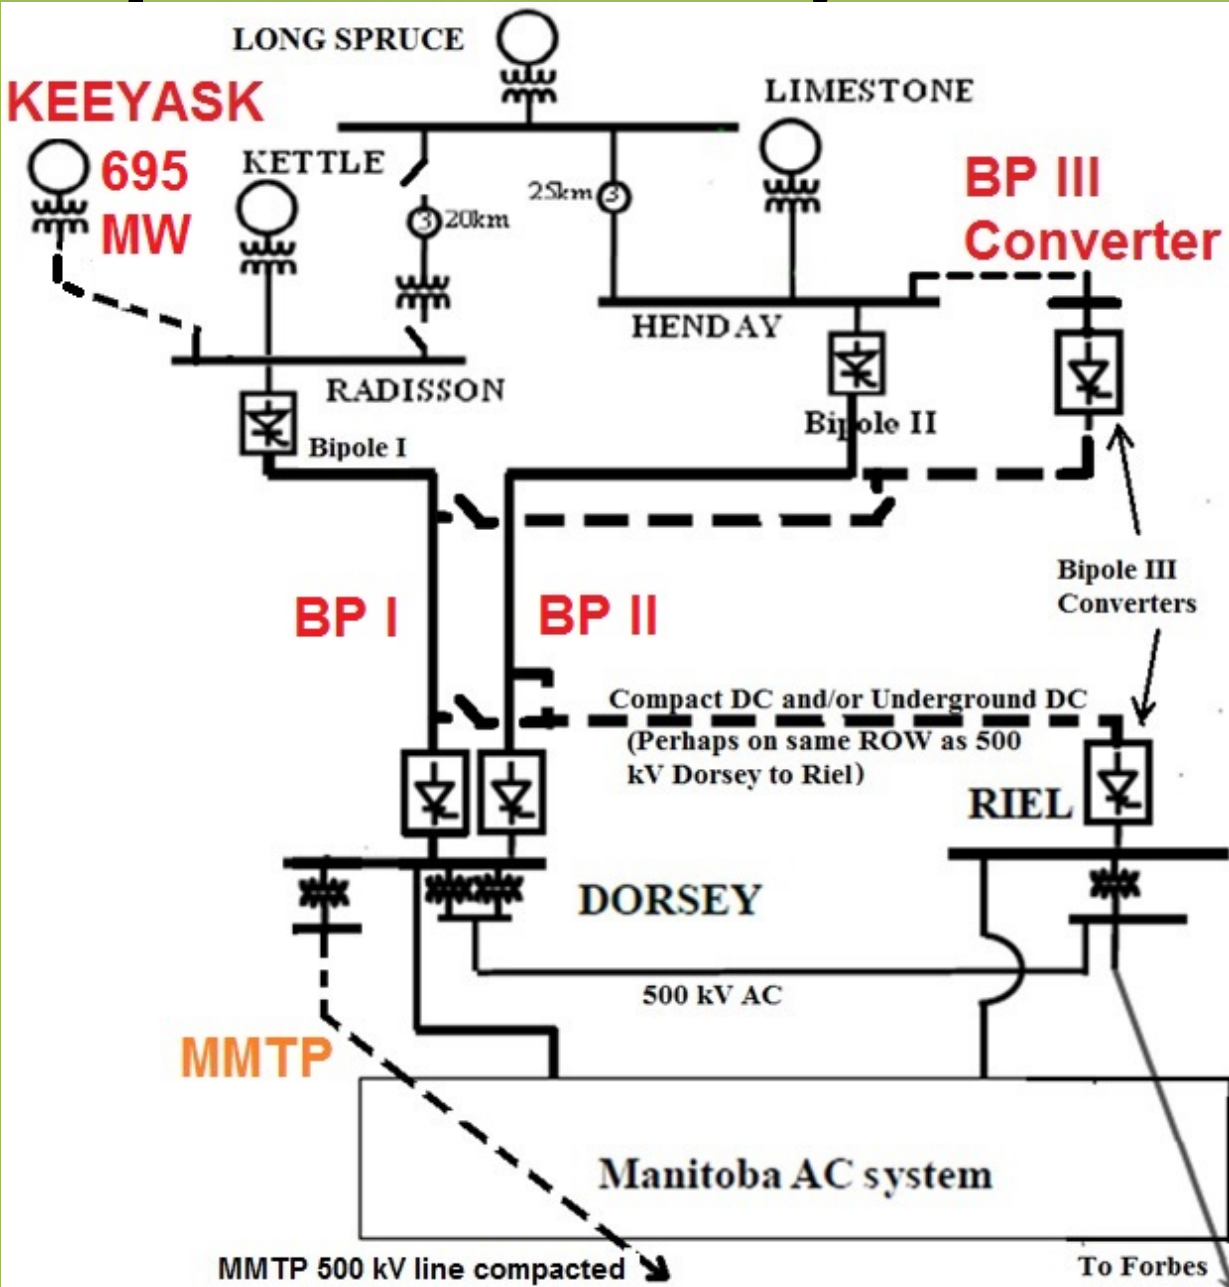 LONG SPRUCE
KEEYASK
695
MW
KETTLE
3
20km
25km
3
LIMESTONE
BP III
Converter
HENDAY
RADISSON
Bipole I
Bipole II
Bipole III
Converters
BP I
BP II
Compact DC and/or Underground DC
(Perhaps on same ROW as 500
kV Dorsey to Riel)
RIEL
DORSEY
500 kV AC
MMTP
Manitoba AC system
MMTP 500 kV line compacted
To Forbes